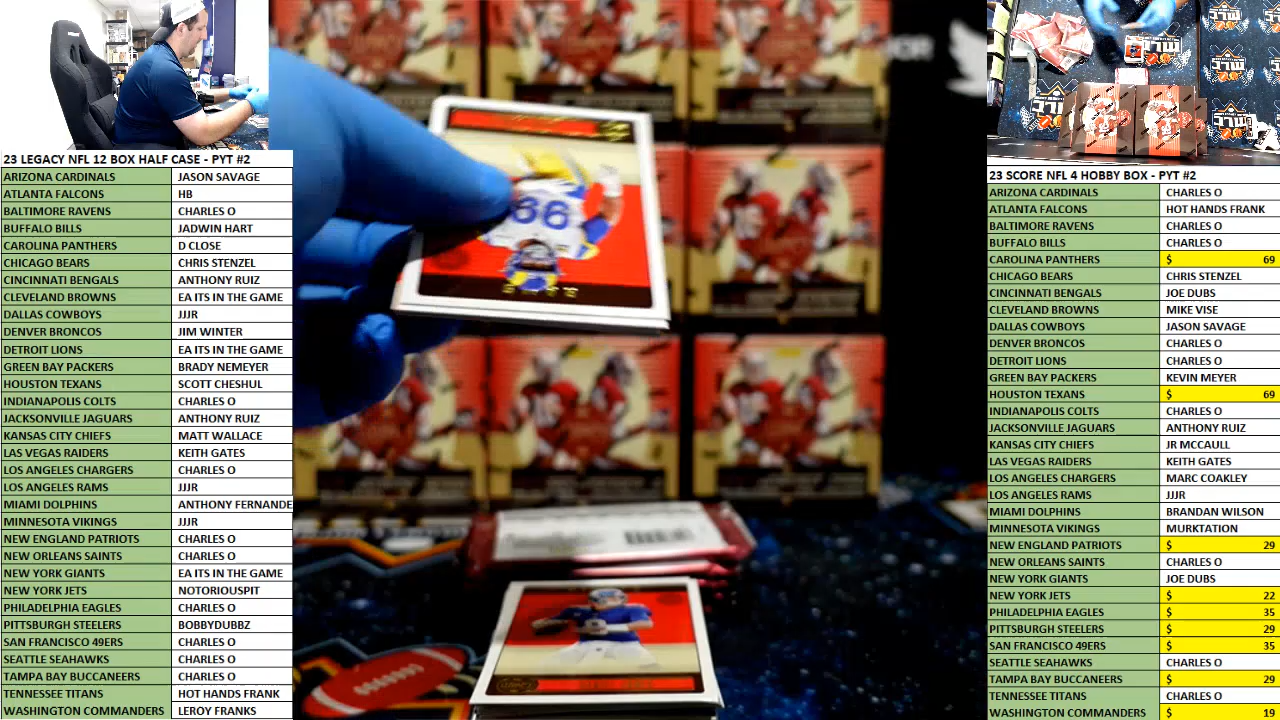 23 LEGACY NFL 12 BOX HALF CASE - PYT #2
ARIZONA CARDINALS JASON SAVAGE
ATLANTA FALCONS HB
BALTIMORE RAVENS CHARLES O
BUFFALO BILLS JADWIN HART
CAROLINA PANTHERS D CLOSE
CHICAGO BEARS CHRIS STENZEL
CINCINNATI BENGALS ANTHONY RUIZ
CLEVELAND BROWNS EA ITS IN THE GAME
DALLAS COWBOYS JJJR
DENVER BRONCOS JIM WINTER
DETROIT LIONS EA ITS IN THE GAME
GREEN BAY PACKERS BRADY NEMEYER
HOUSTON TEXANS SCOTT CHESHUL
INDIANAPOLIS COLTS CHARLES O
JACKSONVILLE JAGUARS ANTHONY RUIZ
KANSAS CITY CHIEFS MATT WALLACE
LAS VEGAS RAIDERS KEITH GATES
LOS ANGELES CHARGERS CHARLES O
LOS ANGELES RAMS JJJR
MIAMI DOLPHINS ANTHONY FERNANDE
MINNESOTA VIKINGS JJJR
NEW ENGLAND PATRIOTS CHARLES O
NEW ORLEANS SAINTS CHARLES O
NEW YORK GIANTS EA ITS IN THE GAME
NEW YORK JETS NOTORIOUSPIT
PHILADELPHIA EAGLES CHARLES O
PITTSBURGH STEELERS BOBBYDUBBZ
SAN FRANCISCO 49ERS CHARLES O
SEATTLE SEAHAWKS CHARLES O
TAMPA BAY BUCCANEERS CHARLES O
TENNESSEE TITANS HOT HANDS FRANK
WASHINGTON COMMANDERS LEROY FRANKS
66
23 SCORE NFL 4 HOBBY BOX - PYT #2
ARIZONA CARDINALS CHARLES O
ATLANTA FALCONS HOT HANDS FRANK
BALTIMORE RAVENS CHARLES O
BUFFALO BILLS CHARLES O
CAROLINA PANTHERS $ 69
CHICAGO BEARS CHRIS STENZEL
CINCINNATI BENGALS JOE DUBS
CLEVELAND BROWNS MIKE VISE
DALLAS COWBOYS JASON SAVAGE
DENVER BRONCOS CHARLES O
DETROIT LIONS CHARLES O
GREEN BAY PACKERS KEVIN MEYER
HOUSTON TEXANS $ 69
INDIANAPOLIS COLTS CHARLES O
JACKSONVILLE JAGUARS ANTHONY RUIZ
KANSAS CITY CHIEFS JR MCCAULL
LAS VEGAS RAIDERS KEITH GATES
LOS ANGELES CHARGERS MARC COAKLEY
LOS ANGELES RAMS JJJR
MIAMI DOLPHINS BRANDAN WILSON
MINNESOTA VIKINGS MURKTATION
NEW ENGLAND PATRIOTS $ 29
NEW ORLEANS SAINTS CHARLES O
NEW YORK GIANTS JOE DUBS
NEW YORK JETS $ 22
PHILADELPHIA EAGLES $ 35
PITTSBURGH STEELERS $ 29
SAN FRANCISCO 49ERS $ 35
SEATTLE SEAHAWKS CHARLES O
TAMPA BAY BUCCANEERS $ 29
TENNESSEE TITANS CHARLES O
WASHINGTON COMMANDERS $ 19